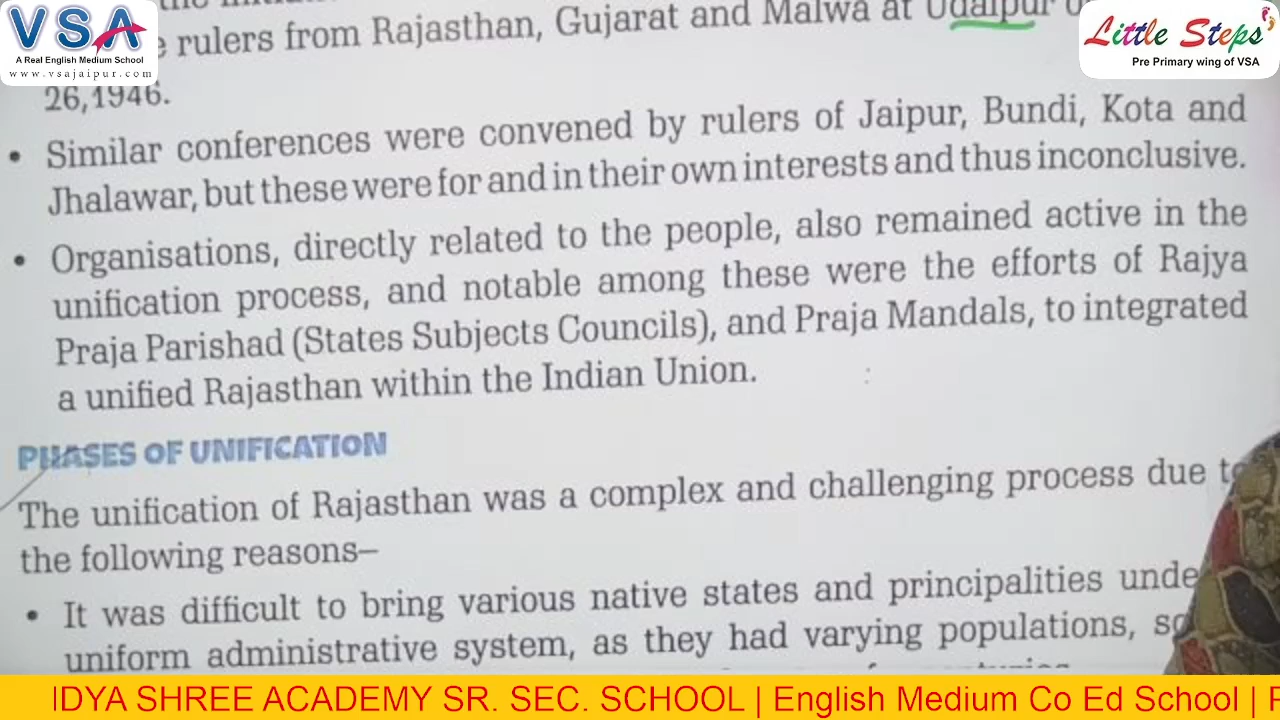 VSA
A Real English Medium School
www.vsajaipur.com
Little Steps
Pre Primary wing of VSA
rulers from Rajasthan, Gujarat and Malwa at Udaipur
26,1946.
• Similar conferences were convened by rulers of Jaipur, Bundi, Kota and
Jhalawar, but these were for and in their own interests and thus inconclusive.
• Organisations, directly related to the people, also remained active in the
unification process, and notable among these were the efforts of Rajya
Praja Parishad (States Subjects Councils), and Praja Mandals, to integrated
a unified Rajasthan within the Indian Union.
PHASES OF UNIFICATION
The unification of Rajasthan was a complex and challenging process due to
the following reasons–
• It was difficult to bring various native states and principalities unde
uniform administrative system, as they had varying populations,
IDYA SHREE ACADEMY SR. SEC. SCHOOL | English Medium Co Ed School |